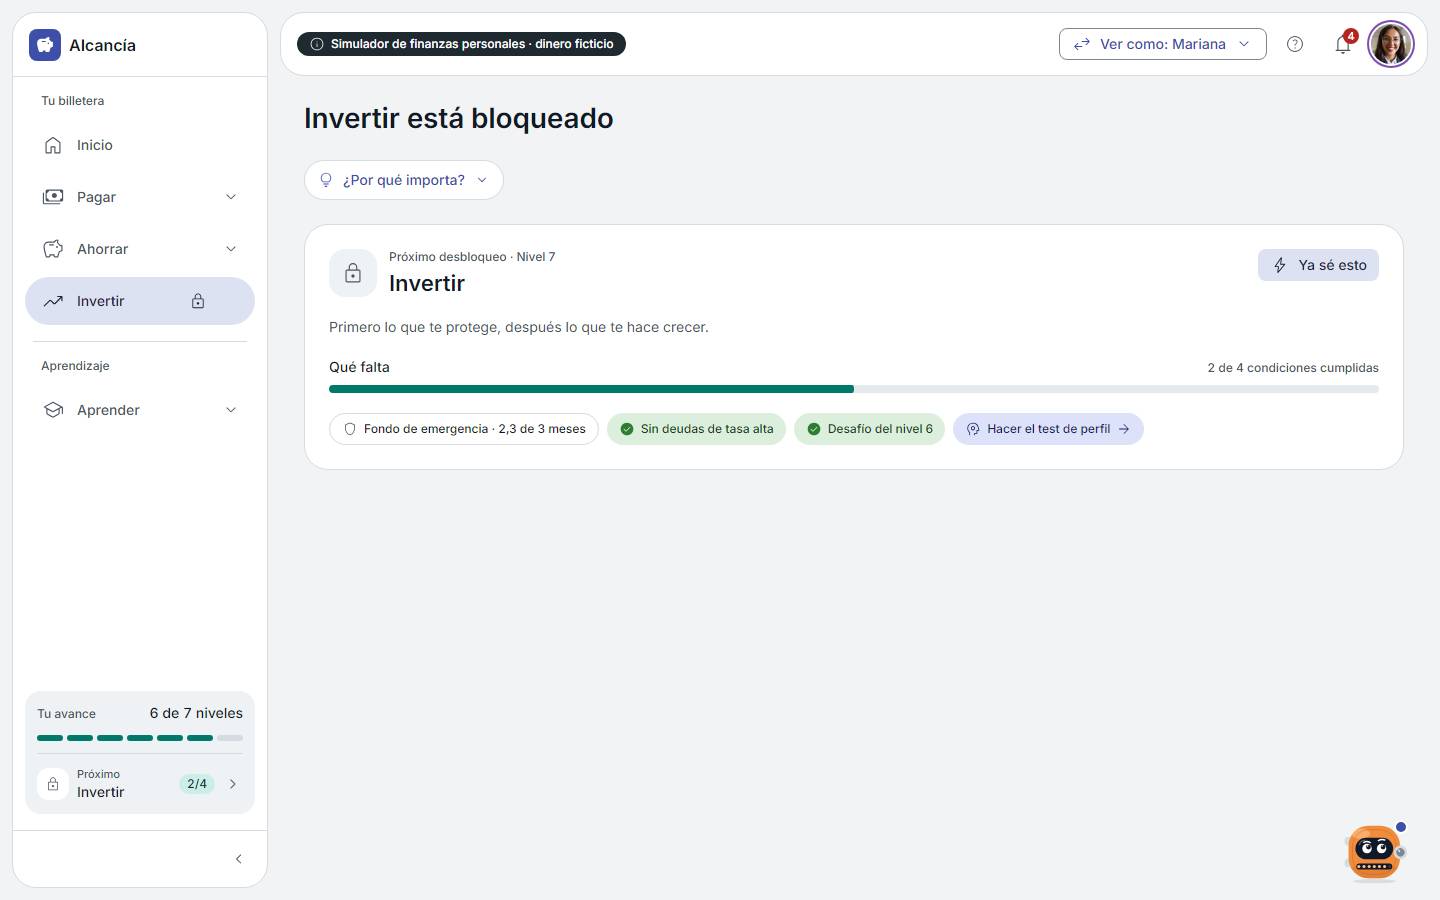 Alcancía
Simulador de finanzas personales · dinero ficticio
Ver como: Mariana
4
Tu billetera
Inicio
Pagar
Ahorrar
Invertir
Aprendizaje
Aprender
Tu avance
6 de 7 niveles
Próximo
Invertir
2/4
Invertir está bloqueado
¿Por qué importa?
Próximo desbloqueo · Nivel 7
Invertir
Ya sé esto
Primero lo que te protege, después lo que te hace crecer.
Qué falta
2 de 4 condiciones cumplidas
Fondo de emergencia · 2,3 de 3 meses
Sin deudas de tasa alta
Desafío del nivel 6
Hacer el test de perfil